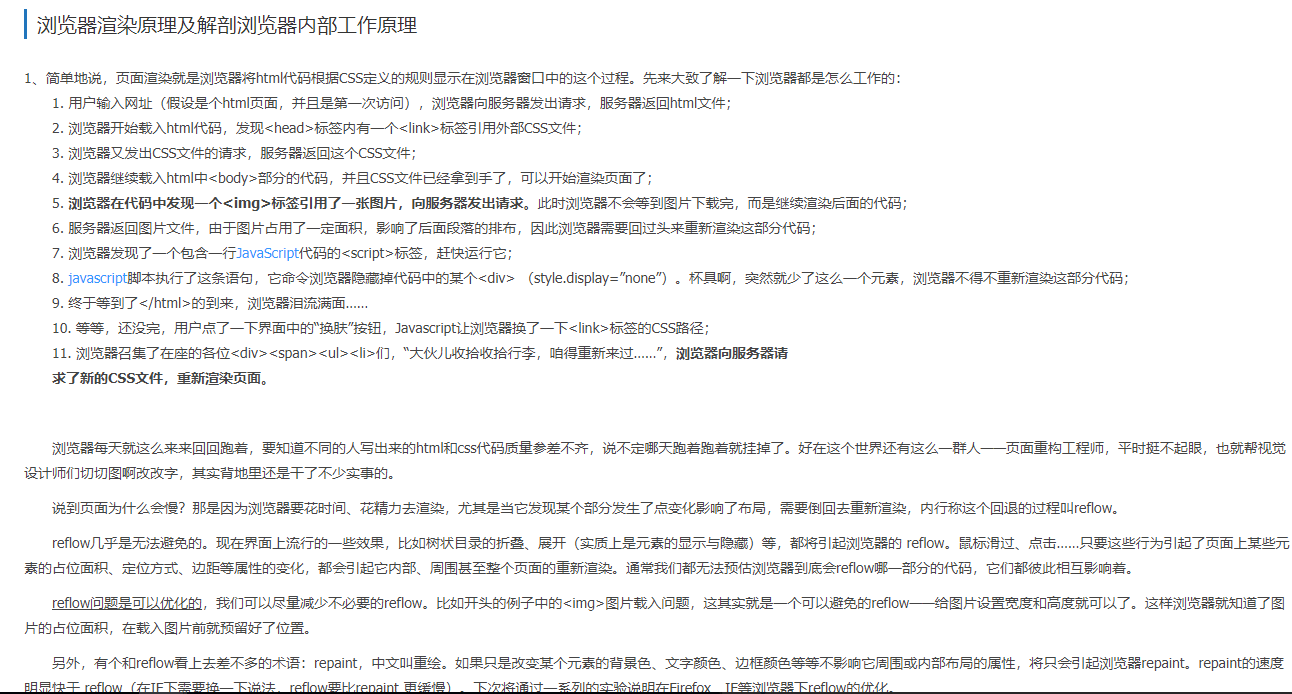 浏览器渲染原理及解剖浏览器内部工作原理
1、简单地说，页面渲染就是浏览器将html代码根据CSS定义的规则显示在浏览器窗口中的这个过程。先来大致了解一下浏览器都是怎么工作的：
1. 用户输入网址（假设是个html页面，并且是第一次访问），浏览器向服务器发出请求，服务器返回html文件；
2. 浏览器开始载入html代码，发现<head>标签内有一个<link>标签引用外部CSS文件；
3. 浏览器又发出CSS文件的请求，服务器返回这个CSS文件；
4. 浏览器继续载入html中<body>部分的代码，并且CSS文件已经拿到手了，可以开始渲染页面了；
5. 浏览器在代码中发现一个<img>标签引用了一张图片，向服务器发出请求。此时浏览器不会等到图片下载完，而是继续渲染后面的代码；
6. 服务器返回图片文件，由于图片占用了一定面积，影响了后面段落的排布，因此浏览器需要回过头来重新渲染这部分代码；
7. 浏览器发现了一个包含一行JavaScript代码的<script>标签，赶快运行它；
8. javascript脚本执行了这条语句，它命令浏览器隐藏掉代码中的某个<div> （style.display=”none”）。杯具啊，突然就少了这么一个元素，浏览器不得不重新渲染这部分代码；
9. 终于等到了</html>的到来，浏览器泪流满面……
10. 等等，还没完，用户点了一下界面中的“换肤”按钮，Javascript让浏览器换了一下<link>标签的CSS路径；
11. 浏览器召集了在座的各位<div><span><ul><li>们，“大伙儿收拾收拾行李，咱得重新来过……”，浏览器向服务器请
求了新的CSS文件，重新渲染页面。
浏览器每天就这么来来回回跑着，要知道不同的人写出来的html和css代码质量参差不齐，说不定哪天跑着跑着就挂掉了。好在这个世界还有这么一群人——页面重构工程师，平时挺不起眼，也就帮视觉
设计师们切切图啊改改字，其实背地里还是干了不少实事的。
说到页面为什么会慢？那是因为浏览器要花时间、花精力去渲染，尤其是当它发现某个部分发生了点变化影响了布局，需要倒回去重新渲染，内行称这个回退的过程叫reflow。
reflow几乎是无法避免的。现在界面上流行的一些效果，比如树状目录的折叠、展开（实质上是元素的显示与隐藏）等，都将引起浏览器的 reflow。鼠标滑过、点击……只要这些行为引起了页面上某些元
素的占位面积、定位方式、边距等属性的变化，都会引起它内部、周围甚至整个页面的重新渲染。通常我们都无法预估浏览器到底会reflow哪一部分的代码，它们都彼此相互影响着。
reflow问题是可以优化的，我们可以尽量减少不必要的reflow。比如开头的例子中的<img>图片载入问题，这其实就是一个可以避免的reflow——给图片设置宽度和高度就可以了。这样浏览器就知道了图
片的占位面积，在载入图片前就预留好了位置。
另外，有个和reflow看上去差不多的术语：repaint，中文叫重绘。如果只是改变某个元素的背景色、文字颜色、边框颜色等等不影响它周围或内部布局的属性，将只会引起浏览器repaint。repaint的速度
明显快于 reflow（在IE下需要换一下说法，reflow要比repaint 更缓慢）。下次将通过一系列的实验说明在Firefox、IE等浏览器下reflow的优化。